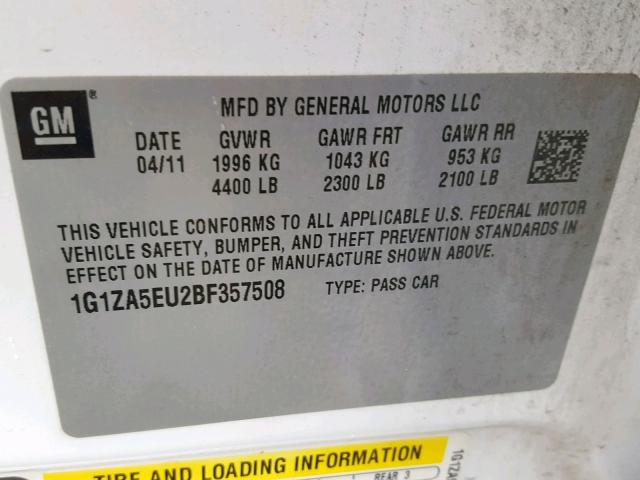 GM®
MFD BY GENERAL MOTORS LLC
DATE GVWR GAWR FRT GAWR RR
04/11 1996 KG 1043 KG 953 KG
4400 LB 2300 LB 2100 LB
THIS VEHICLE CONFORMS TO ALL APPLICABLE U.S. FEDERAL MOTOR
VEHICLE SAFETY, BUMPER, AND THEFT PREVENTION STANDARDS IN
EFFECT ON THE DATE OF MANUFACTURE SHOWN ABOVE.
1G1ZA5EU2BF357508 TYPE: PASS CAR
TIRE AND LOADING INFORMATION
REAR 3
1G1ZA